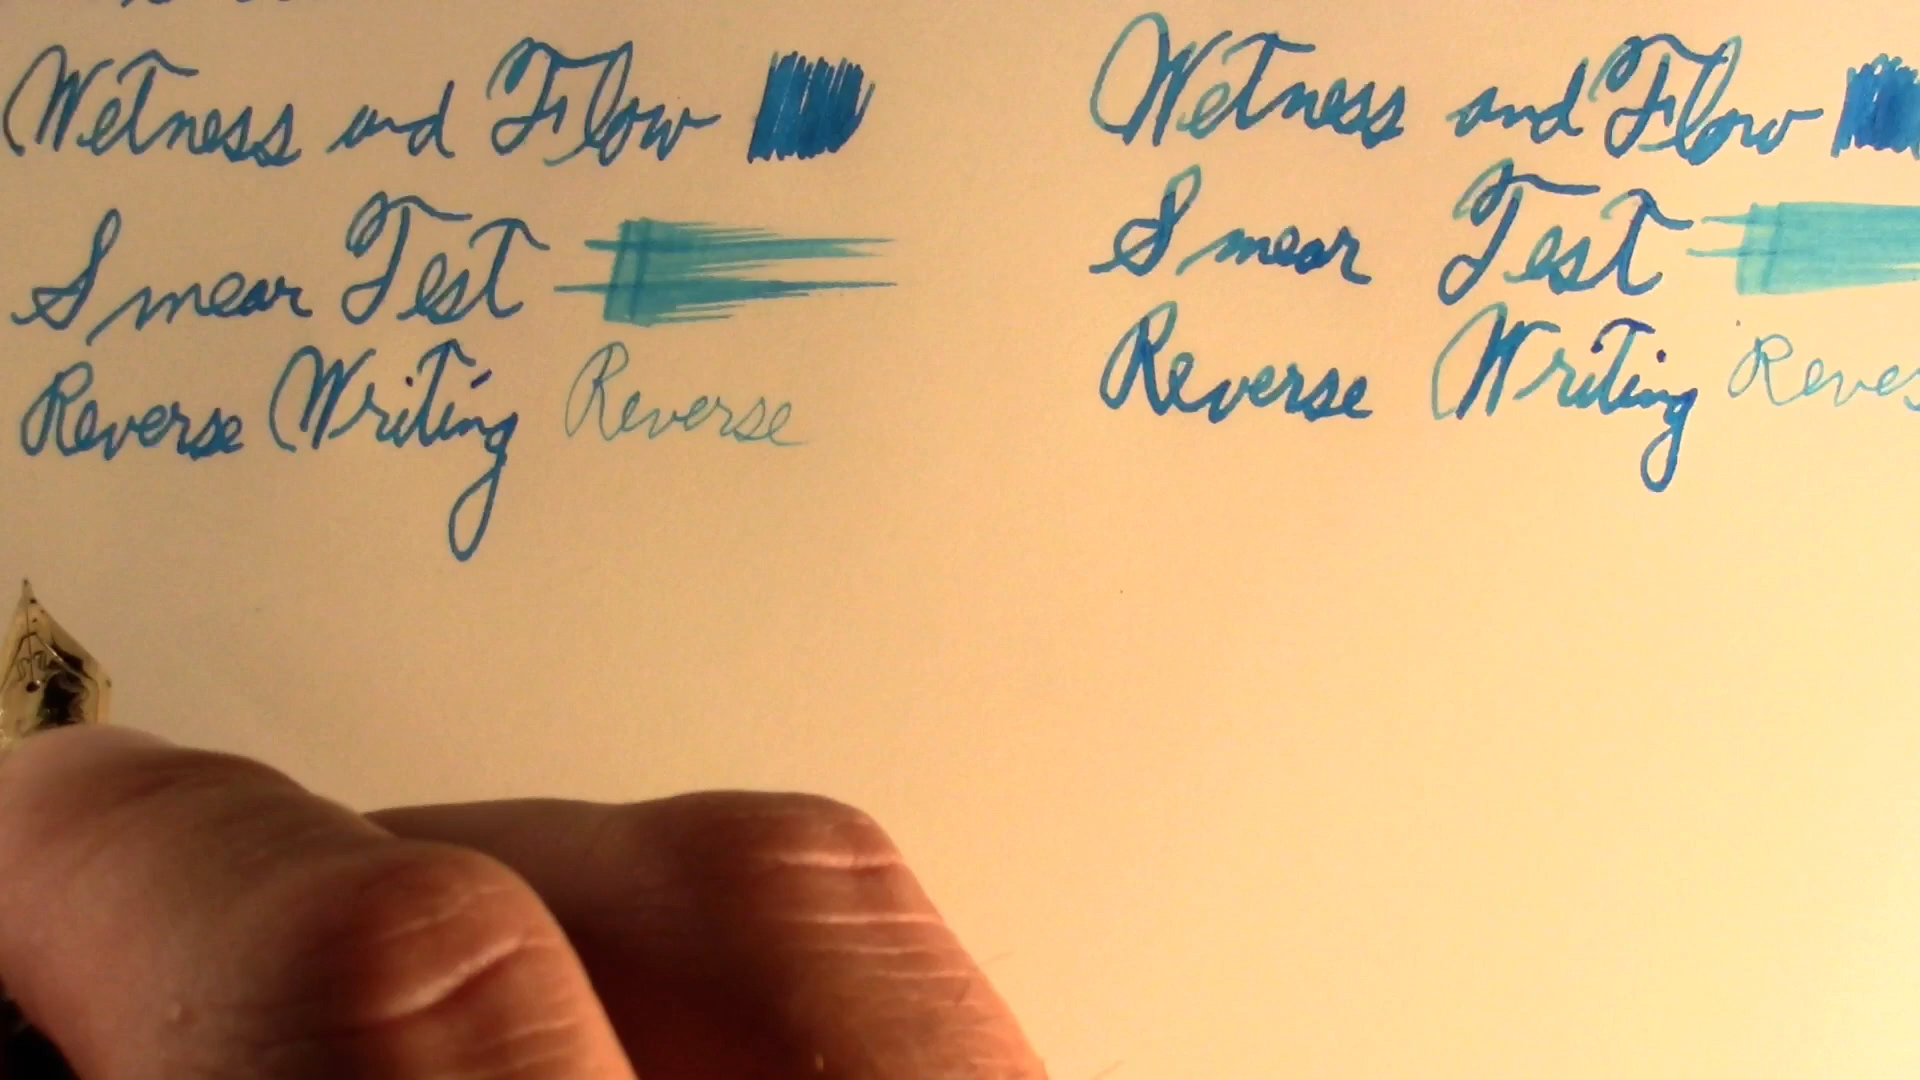 Wetness and Flow
Smear Test
Reverse Writing Reverse
Wetness and Flow
Smear Test
Reverse Writing